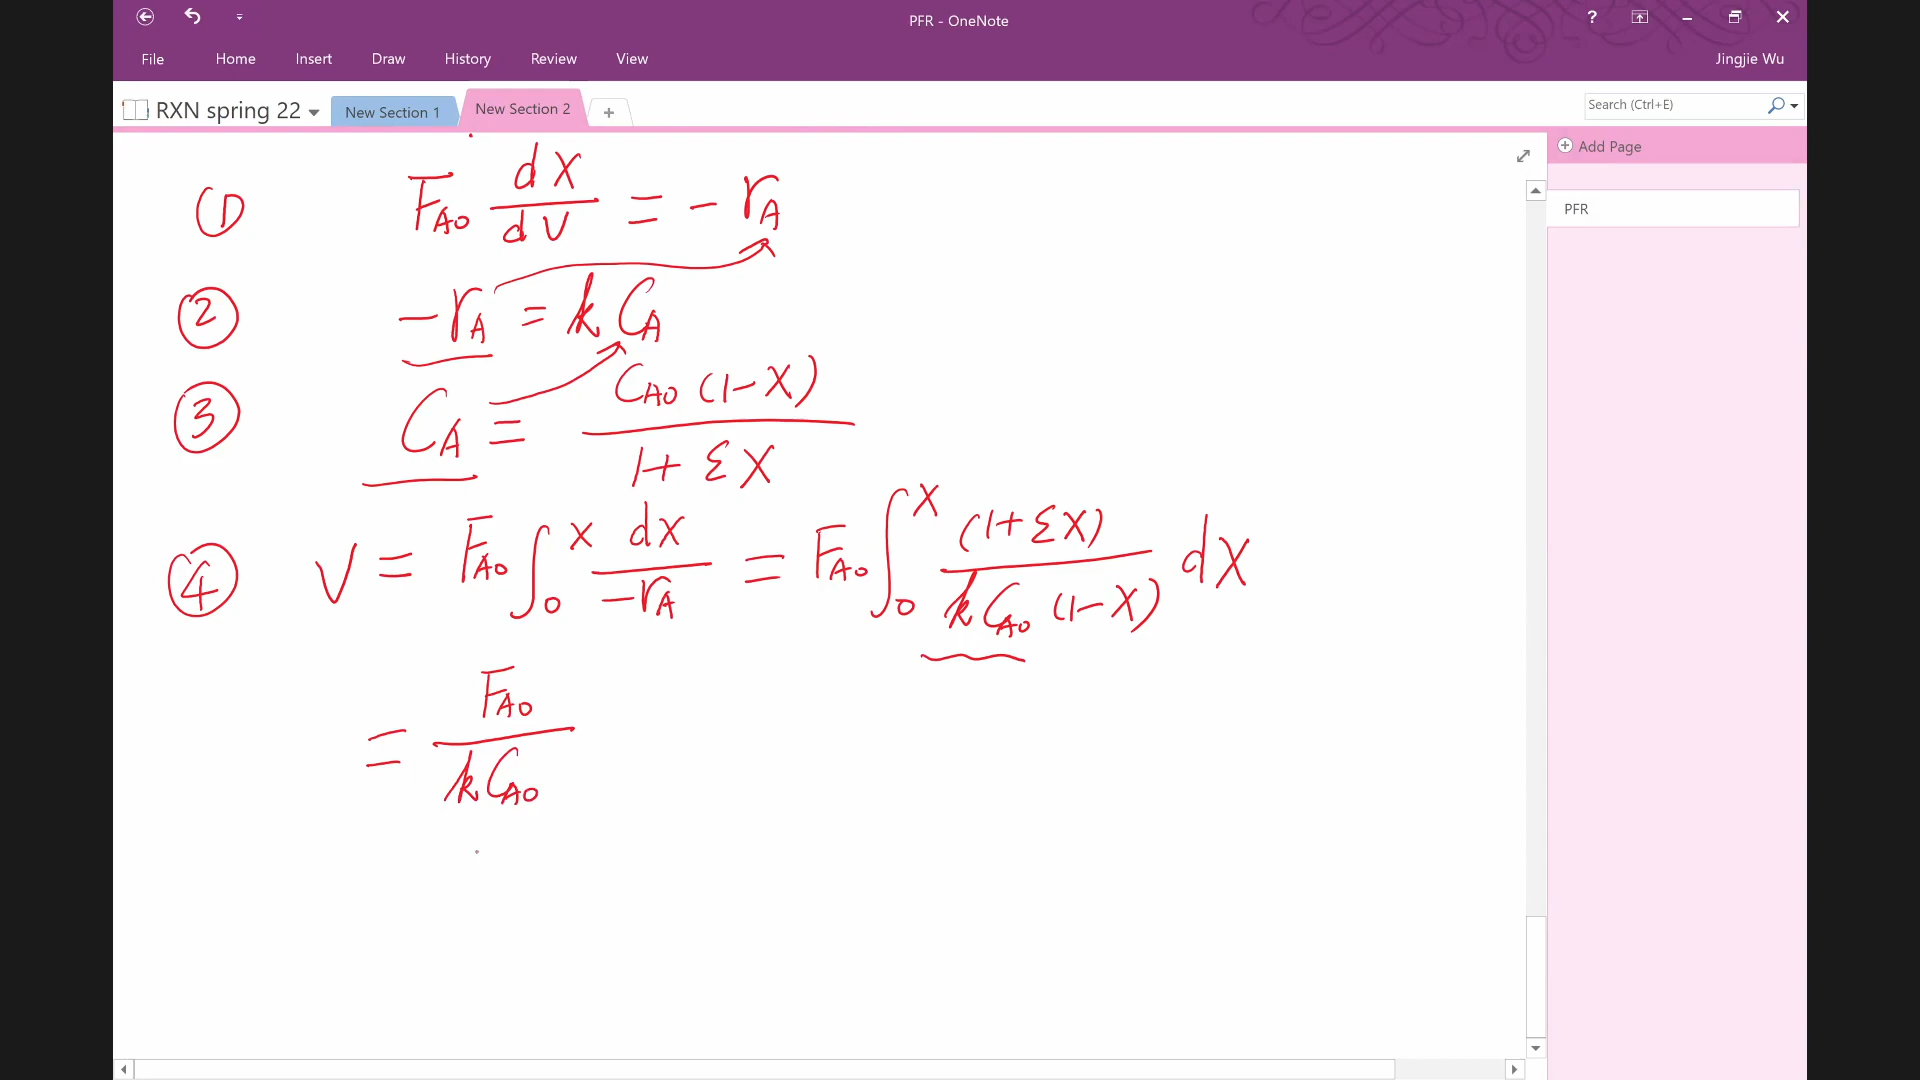 PFR - OneNote
?
File Home Insert Draw History Review View
Jingjie Wu
RXN spring 22
New Section 1
New Section 2
+
Search (Ctrl+E)
Add Page
PFR
① F_A0 dX/dV = - r_A
② -r_A = k C_A
③ C_A = C_A0 (1-X) / 1+ εX
④ V = F_A0 ∫_0^X dX/-r_A = F_A0 ∫_0^X (1+εX) / k C_A0 (1-X) dX
= F_A0 / k C_A0